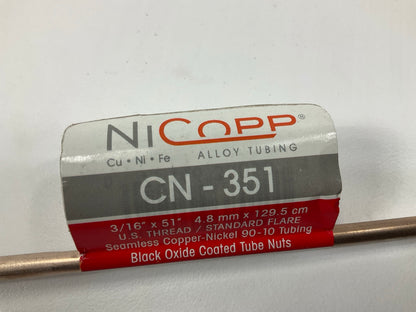 NiCOPP®
Cu • Ni • Fe ALLOY TUBING
CN - 351
3/16" x 51" 4.8 mm x 129.5 cm
U.S. THREAD / STANDARD FLARE
Seamless Copper-Nickel 90-10 Tubing
Black Oxide Coated Tube Nuts